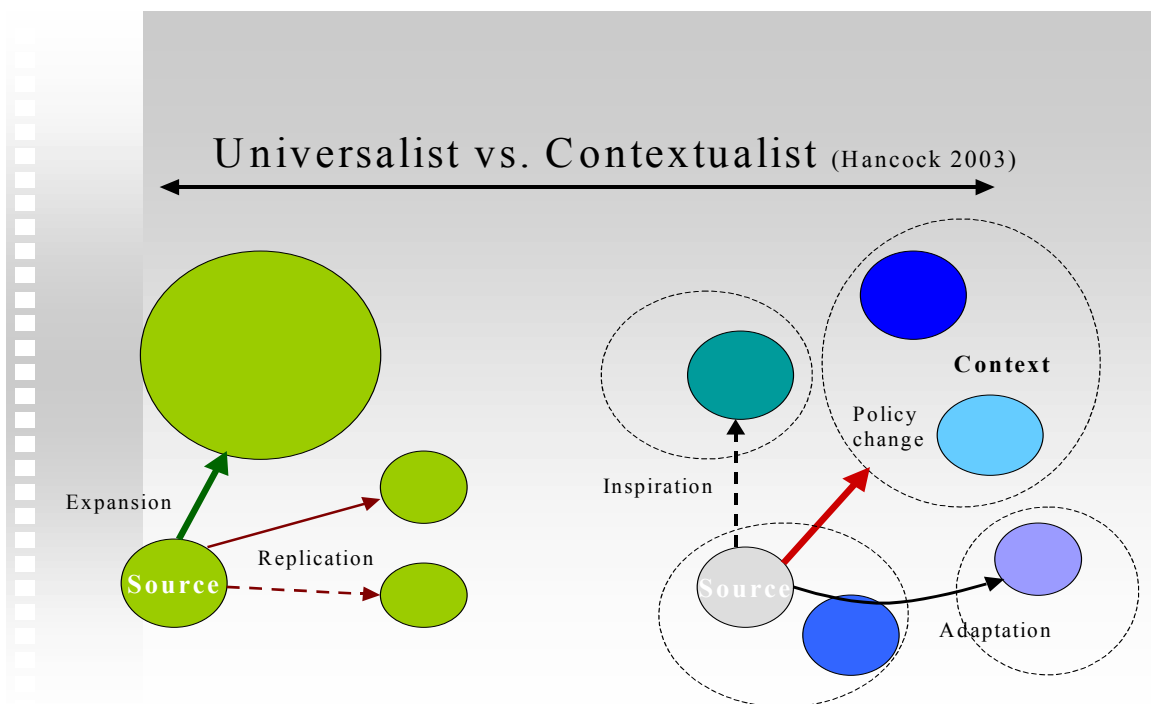 Universalist vs. Contextualist (Hancock 2003)
Context
Policy
change
Inspiration
Expansion
Replication
Source
Source
Adaptation